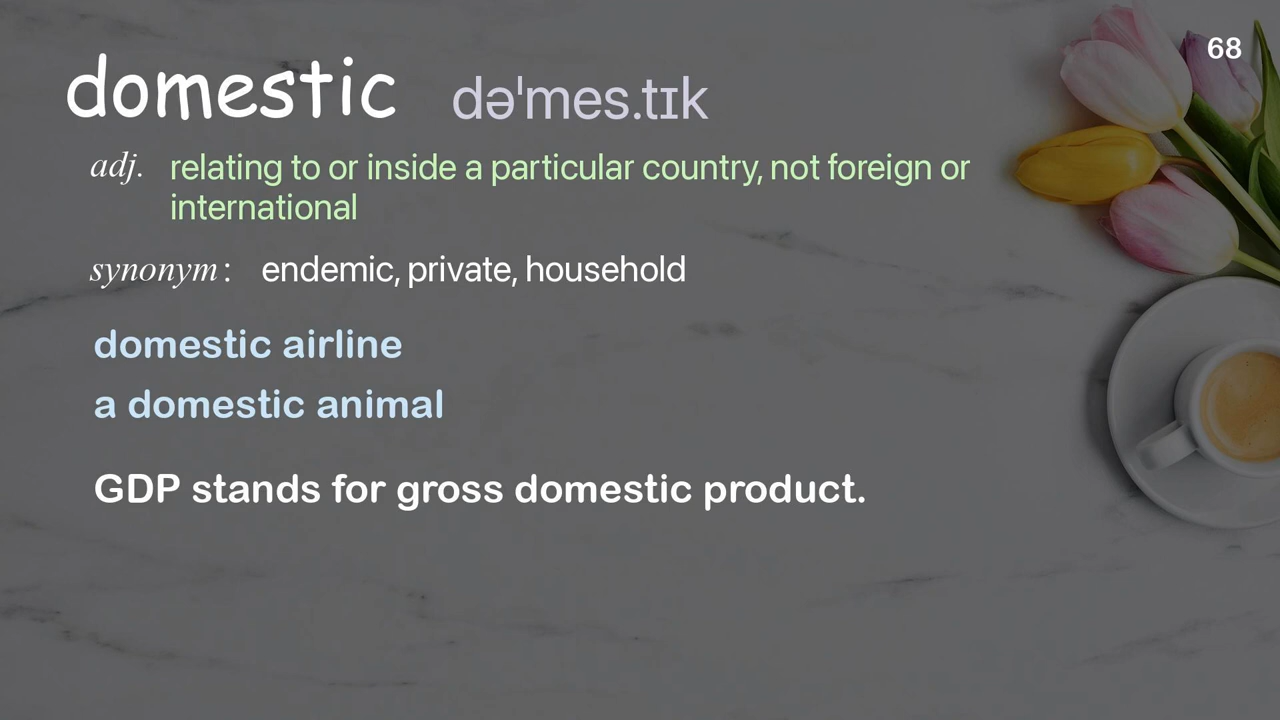 68
domestic dəˈmes.tɪk
adj. relating to or inside a particular country, not foreign or
international
synonym: endemic, private, household
domestic airline
a domestic animal
GDP stands for gross domestic product.